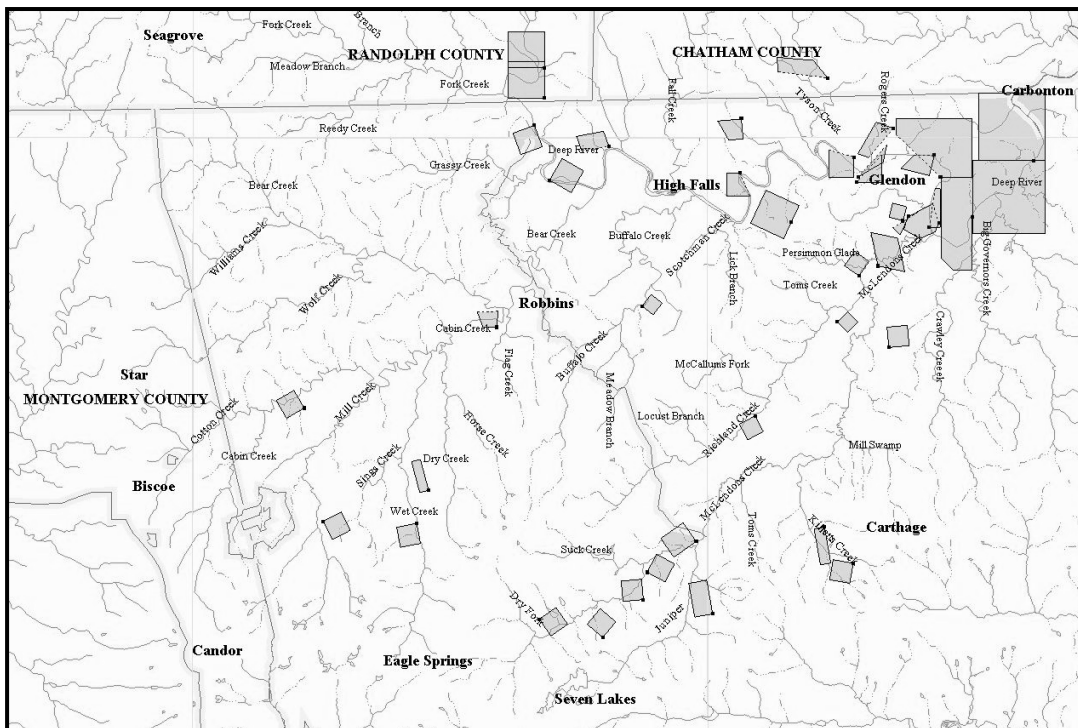 Fork Creek
Branch
Seagrove
RANDOLPH COUNTY
CHATHAM COUNTY
Meadow Branch
Fork Creek
Fall Creek
Tyson Creek
Rogers Creek
Carbonton
Reedy Creek
Deep River
Grassy Creek
Bear Creek
High Falls
Glendon
Deep River
Williams Creek
Bear Creek
Buffalo Creek
Scotchman Creek
Lick Branch
Persimmon Glade
McLendons Creek
Big Governors Creek
Toms Creek
Wolf Creek
Robbins
Cabin Creek
Flag Creek
Buffalo Creek
Crawley Creeek
McCallums Fork
Star
MONTGOMERY COUNTY
Mill Creek
Meadow Branch
Cotton Creek
Horse Creek
Locust Branch
Richland Creek
Mill Swamp
Cabin Creek
Sings Creek
Dry Creek
McLendons Creek
Biscoe
Wet Creek
Toms Creek
Killetts Creek
Carthage
Suck Creek
Dry Fork
Juniper
Candor
Eagle Springs
Seven Lakes